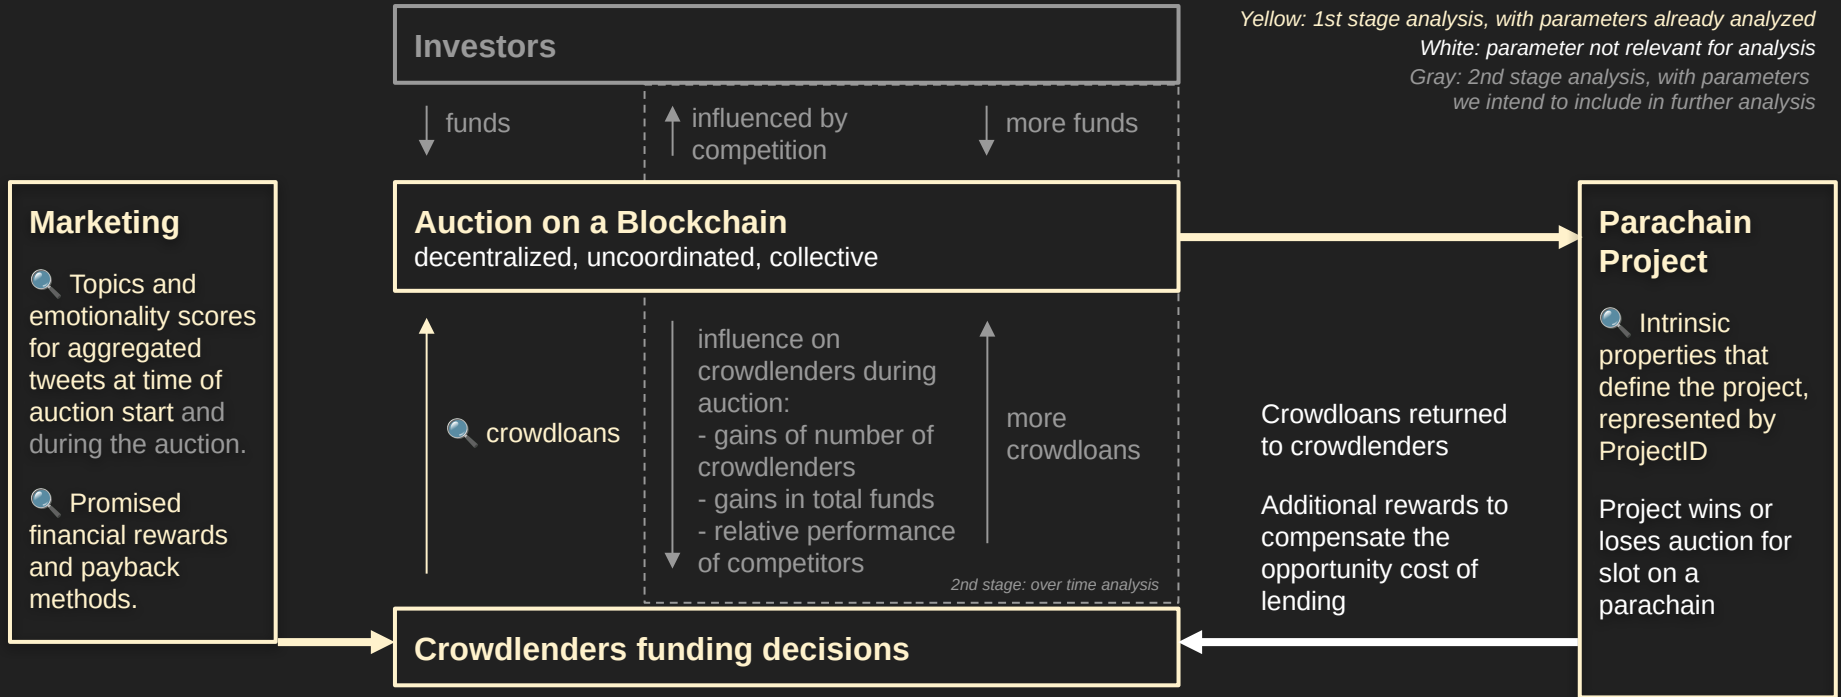 Yellow: 1st stage analysis, with parameters already analyzed
White: parameter not relevant for analysis
Gray: 2nd stage analysis, with parameters
we intend to include in further analysis
Investors
funds
influenced by
competition
more funds
Marketing
🔍 Topics and
emotionality scores
for aggregated
tweets at time of
auction start and
during the auction.
🔍 Promised
financial rewards
and payback
methods.
Auction on a Blockchain
decentralized, uncoordinated, collective
🔍 crowdloans
influence on
crowdlenders during
auction:
- gains of number of
crowdlenders
- gains in total funds
- relative performance
of competitors
more
crowdloans
2nd stage: over time analysis
Crowdlenders funding decisions
Crowdloans returned
to crowdlenders
Additional rewards to
compensate the
opportunity cost of
lending
Parachain
Project
🔍 Intrinsic
properties that
define the project,
represented by
ProjectID
Project wins or
loses auction for
slot on a
parachain